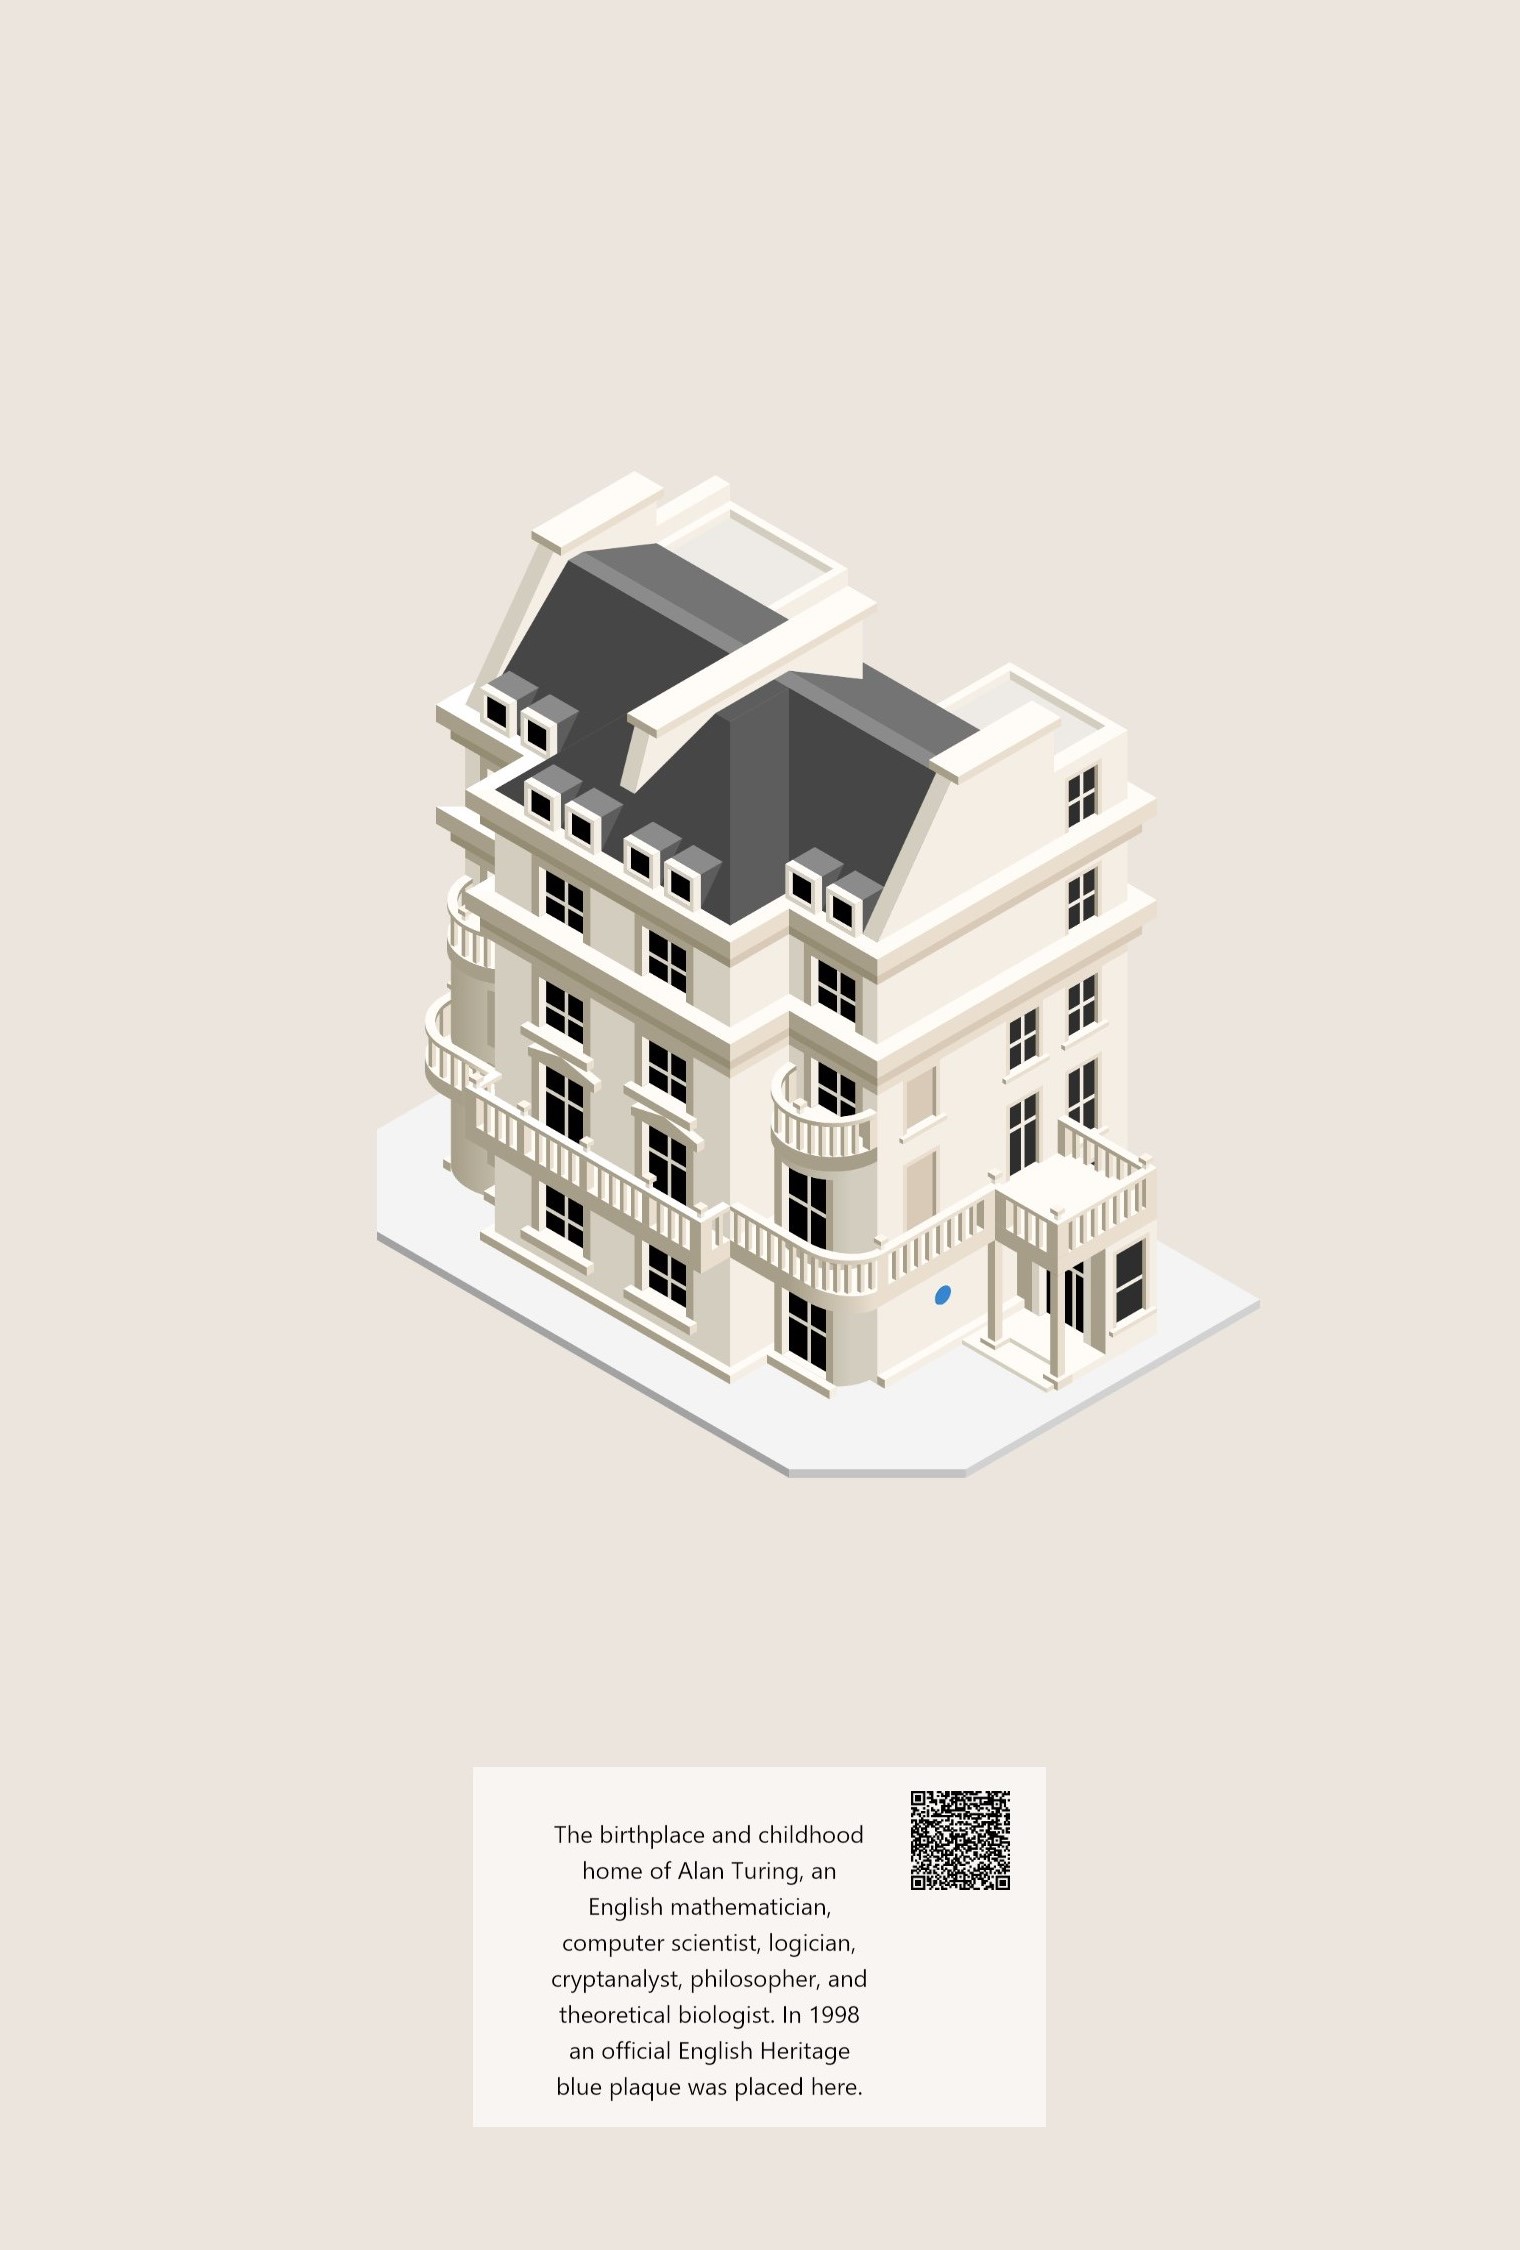 The birthplace and childhood
home of Alan Turing, an
English mathematician,
computer scientist, logician,
cryptanalyst, philosopher, and
theoretical biologist. In 1998
an official English Heritage
blue plaque was placed here.